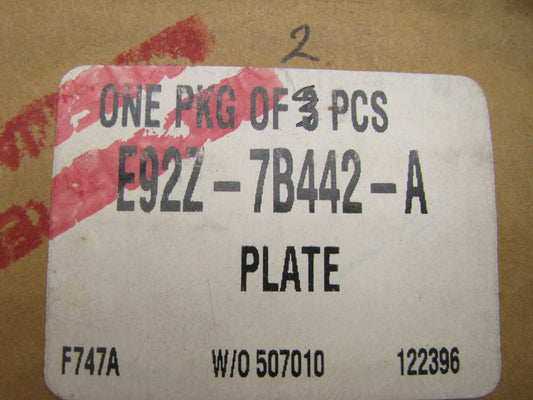 2
ONE PKG OF 3 PCS
E92Z-7B442-A
PLATE
F747A W/O 507010 122396